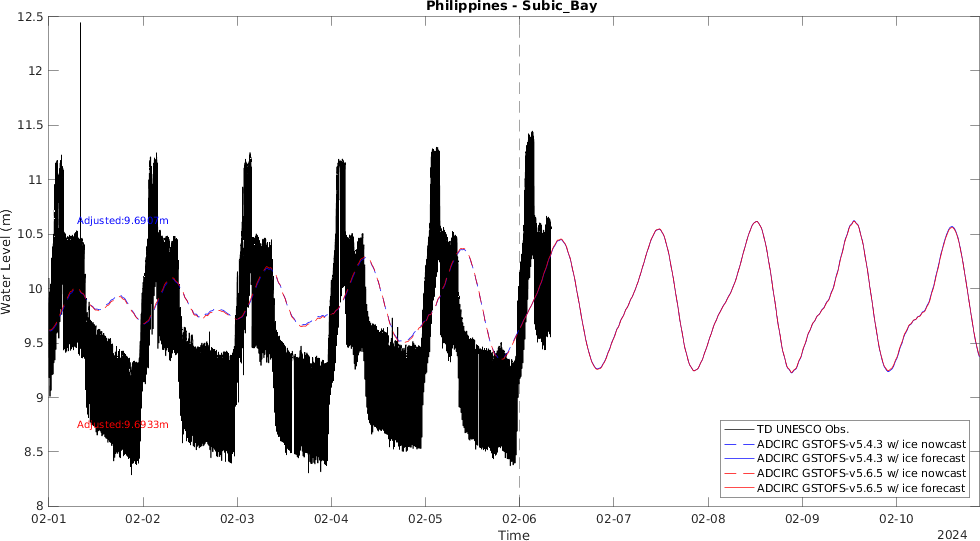 Philippines - Subic_Bay
12.5
12
11.5
11
10.5
10
9.5
9
8.5
8
Water Level (m)
Adjusted:9.69
Adjusted:9.6933m
TD UNESCO Obs.
ADCIRC GSTOFS-v5.4.3 w/ ice nowcast
ADCIRC GSTOFS-v5.4.3 w/ ice forecast
ADCIRC GSTOFS-v5.6.5 w/ ice nowcast
ADCIRC GSTOFS-v5.6.5 w/ ice forecast
02-01 02-02 02-03 02-04 02-05 02-06 02-07 02-08 02-09 02-10
Time
2024